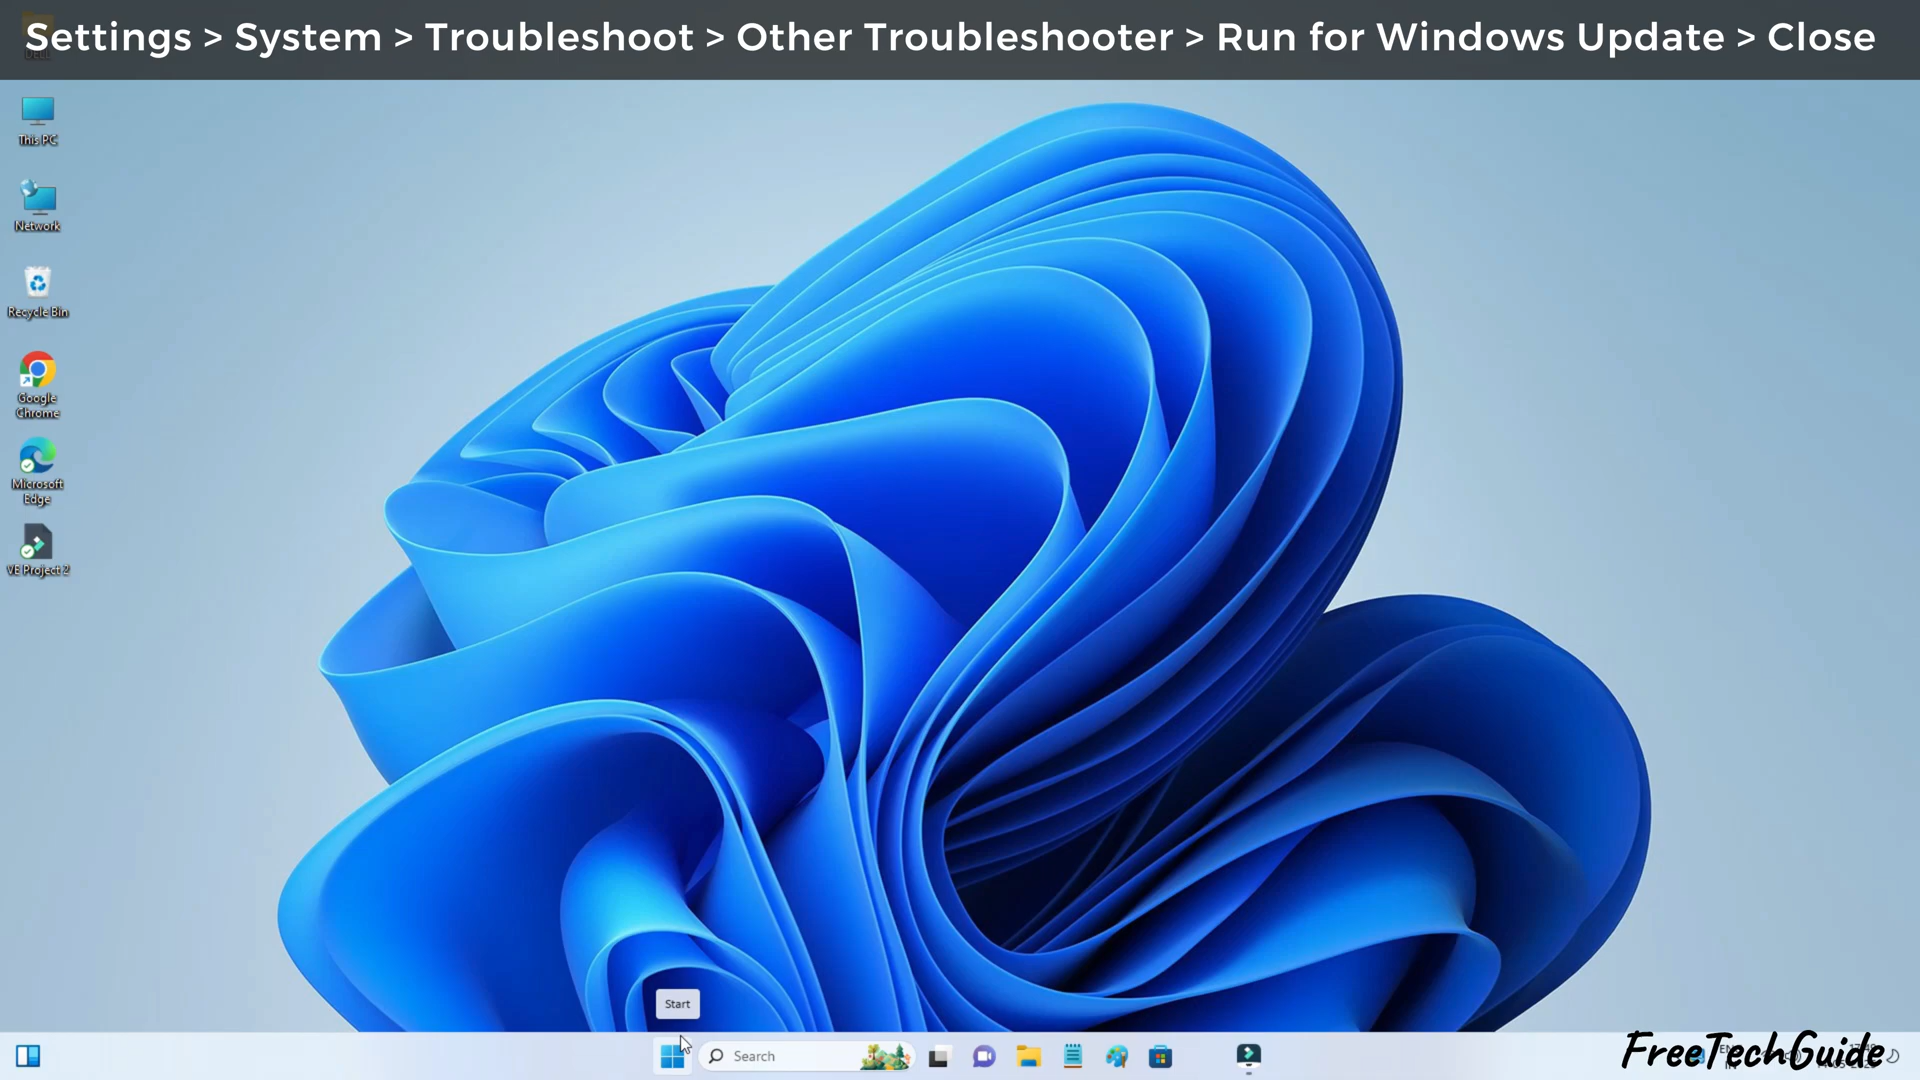 Settings > System > Troubleshoot > Other Troubleshooter > Run for Windows Update > Close
This PC
Network
Recycle Bin
Google
Chrome
Microsoft
Edge
VE Project 2
Start
Search
FreeTechGuide